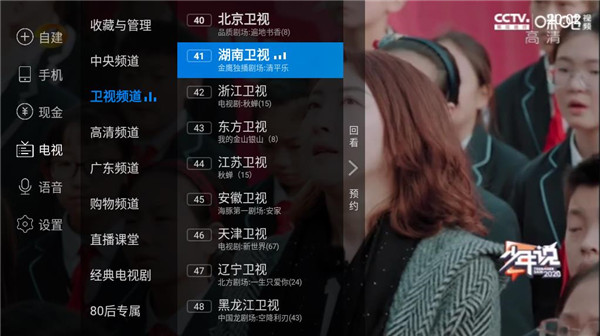 自建
手机
现金
电视
语音
设置
收藏与管理
中央频道
卫视频道
高清频道
广东频道
购物频道
直播课堂
经典电视剧
80后专属
40 北京卫视
品质剧场:遍地书香(8)
41 湖南卫视
金鹰独播剧场:清平乐
42 浙江卫视
电视剧:秋蝉(15)
43 东方卫视
我的金山银山（8）
44 江苏卫视
秋蝉（15）
45 安徽卫视
海豚第一剧场:安家
46 天津卫视
电视剧:新世界(67)
47 辽宁卫视
北方剧场:一生只爱你(24)
48 黑龙江卫视
中国龙剧场:空降利刃(43)
回看
预约
CCTV
20:02
高清
少年说
2020